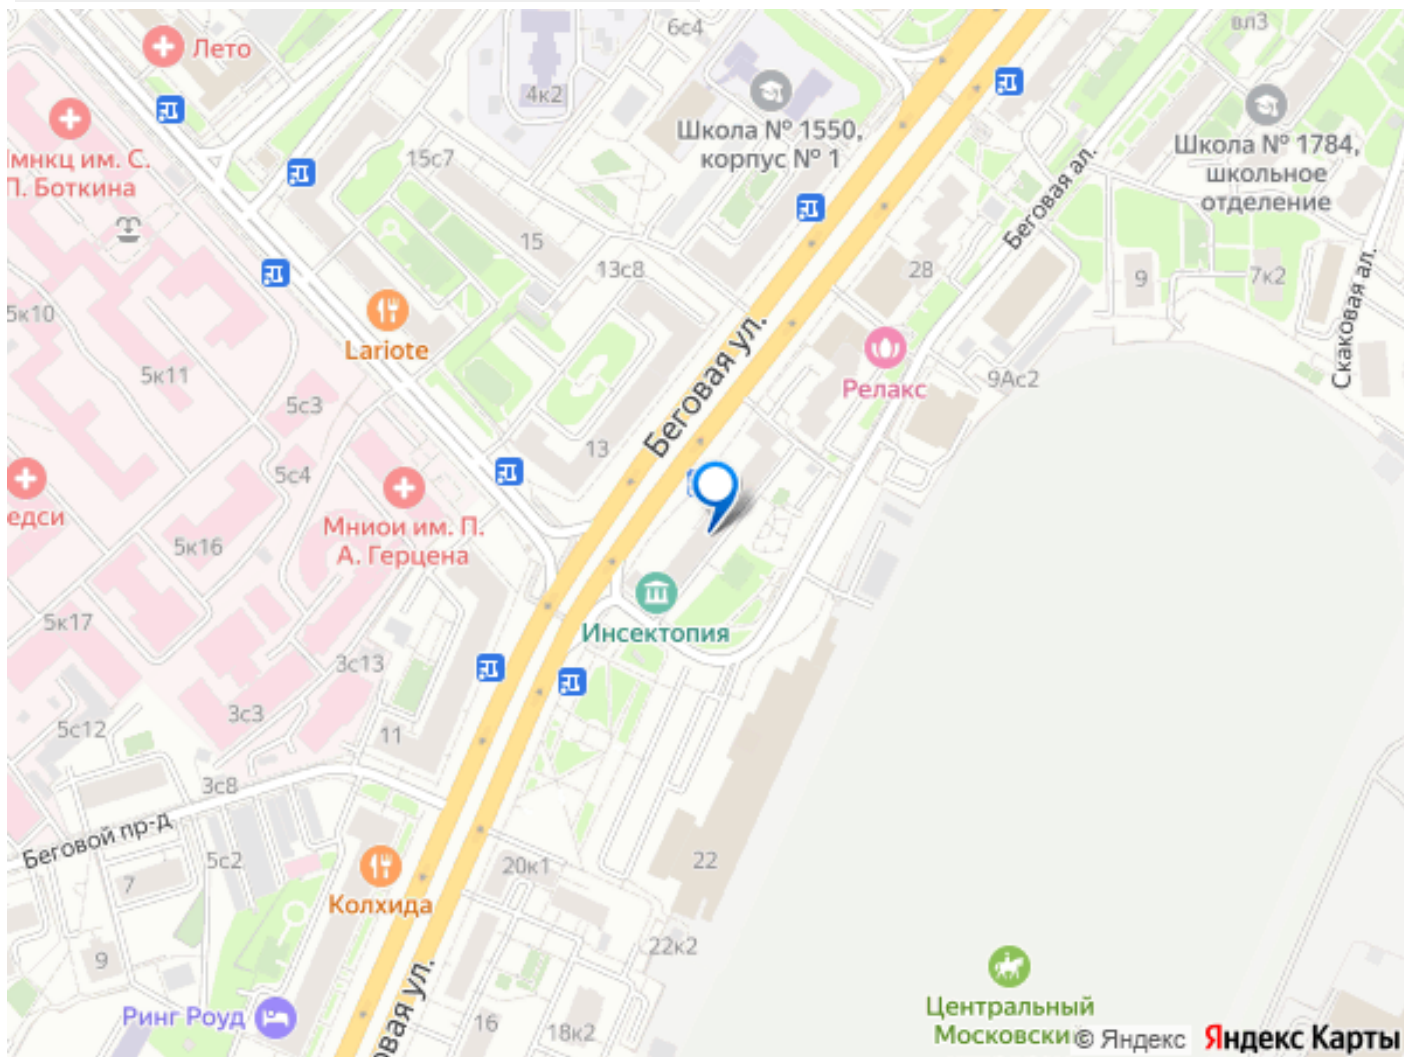 6с4
вл3
Лето
4к2
Школа № 1550,
корпус № 1
Школа № 1784,
школьное
отделение
мнкц им. С.
П. Боткина
15с7
Беговая ал.
15
13с8
28
9
7к2
Скаковая ал.
5к10
Lariote
Беговая ул.
Релакс
5к11
5с3
9Ас2
13
5с4
едси
Мниои им. П.
А. Герцена
5к16
Инсектопия
5к17
3с13
3с3
5с12
11
3с8
Беговой пр-д
5с2
7
20к1
22
Колхида
22к2
9
вая ул.
Ринг Роуд
16
18к2
Центральный
Московски
© Яндекс Яндекс Карты